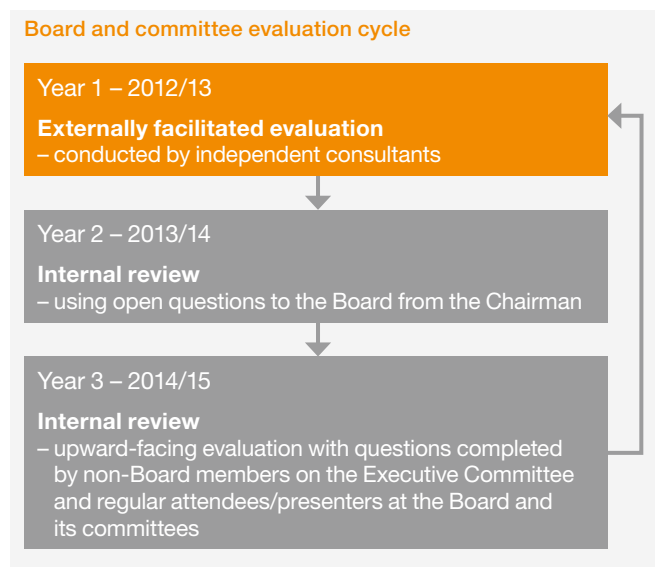 Board and committee evaluation cycle
Year 1 – 2012/13
Externally facilitated evaluation
– conducted by independent consultants
Year 2 – 2013/14
Internal review
– using open questions to the Board from the Chairman
Year 3 – 2014/15
Internal review
– upward-facing evaluation with questions completed
by non-Board members on the Executive Committee
and regular attendees/presenters at the Board and
its committees